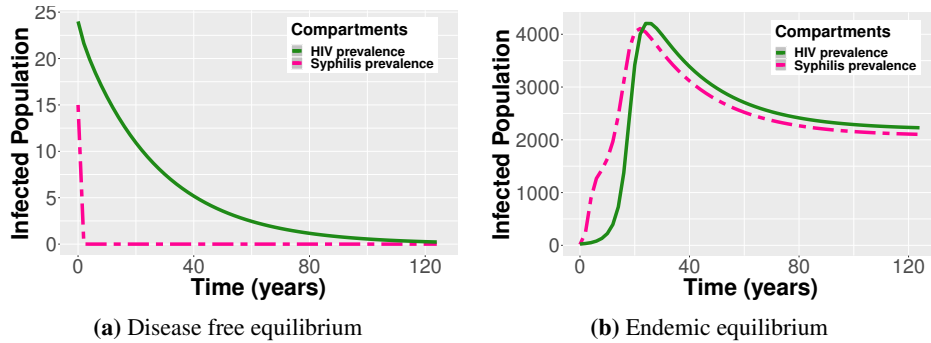 25
20
15
10
5
0
Infected Population
Compartments
HIV prevalence
Syphilis prevalence
0 40 80 120
Time (years)
(a) Disease free equilibrium
4000
3000
2000
1000
0
Infected Population
Compartments
HIV prevalence
Syphilis prevalence
0 40 80 120
Time (years)
(b) Endemic equilibrium